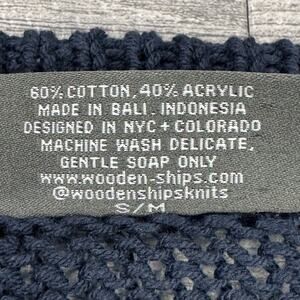 60% COTTON, 40% ACRYLIC
MADE IN BALI, INDONESIA
DESIGNED IN NYC + COLORADO
MACHINE WASH DELICATE,
GENTLE SOAP ONLY
www.wooden-ships.com
@woodenshipsknits
S/M